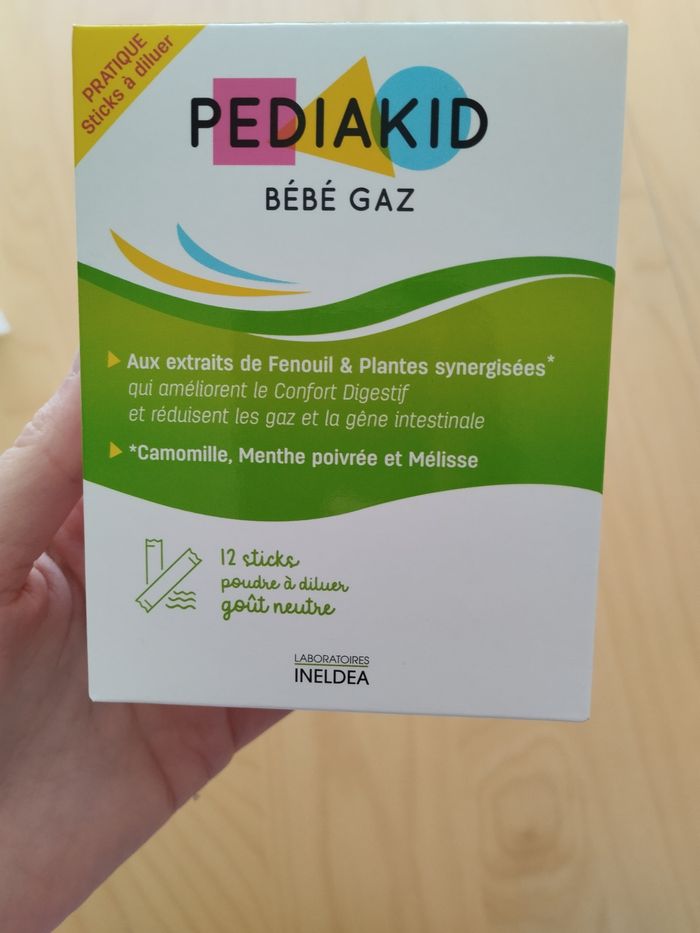 PRATIQUE
Sticks à diluer
PEDIAKID
BÉBÉ GAZ
Aux extraits de Fenouil & Plantes synergisées*
qui améliorent le Confort Digestif
et réduisent les gaz et la gêne intestinale
*Camomille, Menthe poivrée et Mélisse
12 sticks
poudre à diluer
goût neutre
LABORATOIRES
INELDEA